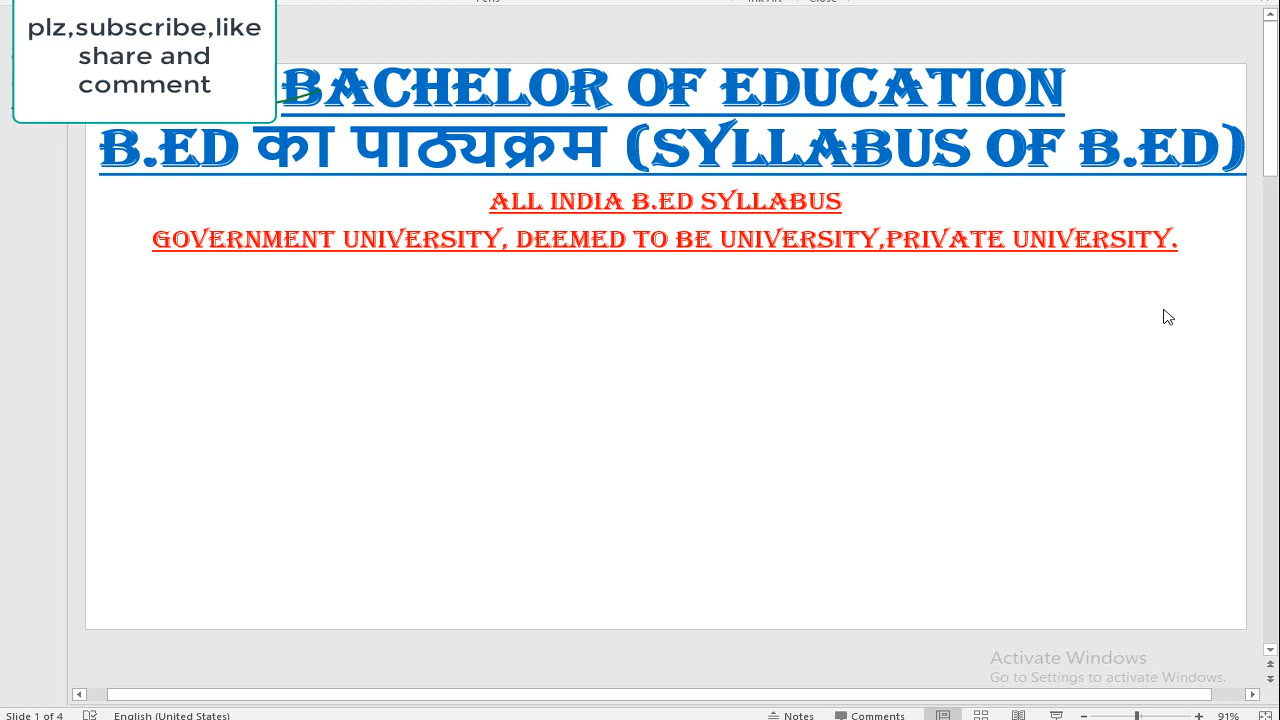 plz,subscribe,like
share and
comment
BACHELOR OF EDUCATION
B.ED का पाठ्यक्रम (SYLLABUS OF B.ED)
ALL INDIA B.ED SYLLABUS
GOVERNMENT UNIVERSITY, DEEMED TO BE UNIVERSITY,PRIVATE UNIVERSITY.
Activate Windows
Go to Settings to activate Windows.
Slide 1 of 4 English (United States) Notes Comments 91%